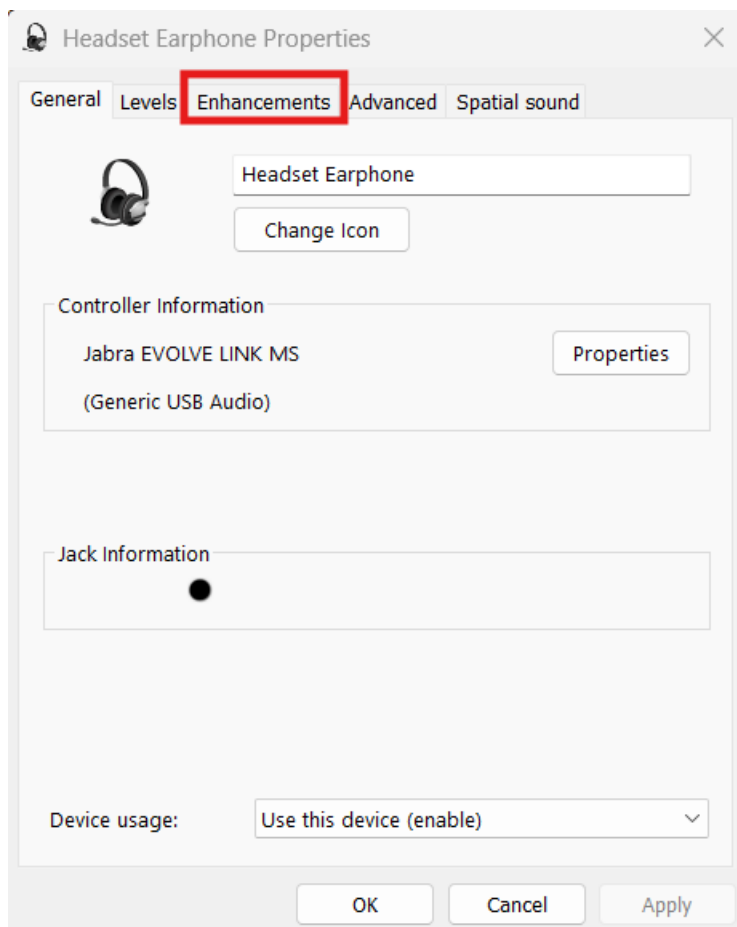 Headset Earphone Properties
General Levels Enhancements Advanced Spatial sound
Headset Earphone
Change Icon
Controller Information
Jabra EVOLVE LINK MS
Properties
(Generic USB Audio)
Jack Information
Device usage:
Use this device (enable)
OK Cancel Apply